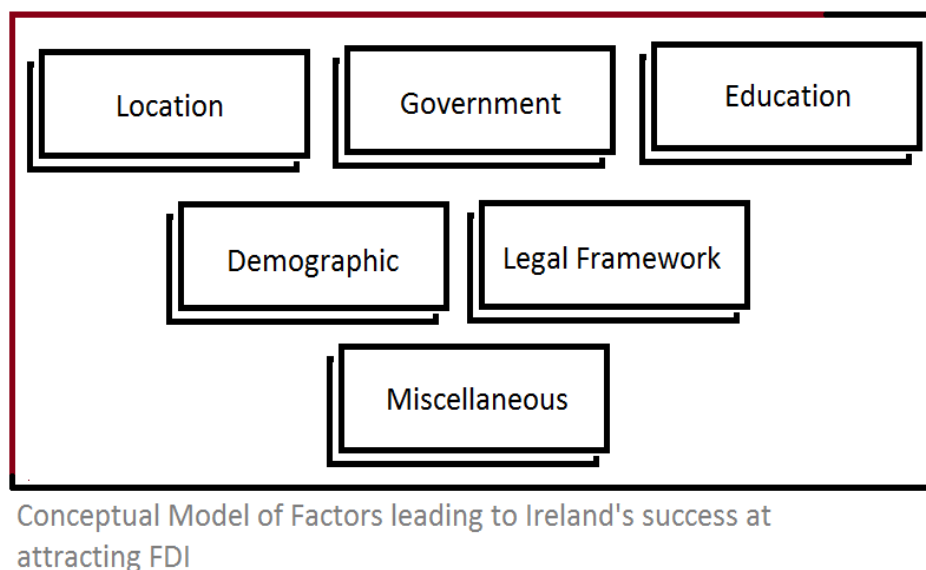 Location
Government
Education
Demographic
Legal Framework
Miscellaneous
Conceptual Model of Factors leading to Ireland's success at
attracting FDI